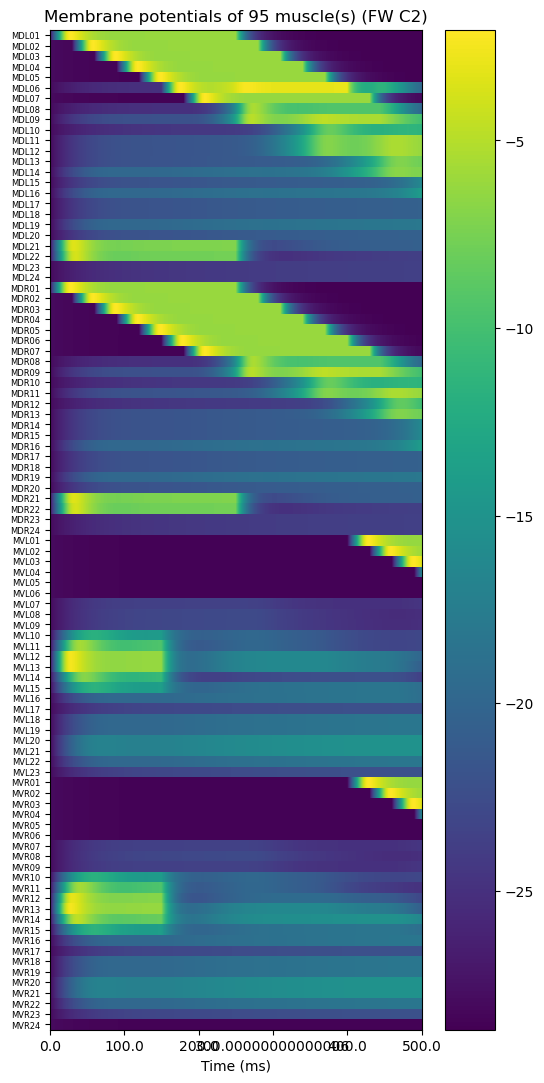 Membrane potentials of 95 muscle(s) (FW C2)
MDL01
MDL02
MDL03
MDL04
MDL05
MDL06
MDL07
MDL08
MDL09
MDL10
MDL11
MDL12
MDL13
MDL14
MDL15
MDL16
MDL17
MDL18
MDL19
MDL20
MDL21
MDL22
MDL23
MDL24
MDR01
MDR02
MDR03
MDR04
MDR05
MDR06
MDR07
MDR08
MDR09
MDR10
MDR11
MDR12
MDR13
MDR14
MDR15
MDR16
MDR17
MDR18
MDR19
MDR20
MDR21
MDR22
MDR23
MDR24
MVL01
MVL02
MVL03
MVL04
MVL05
MVL06
MVL07
MVL08
MVL09
MVL10
MVL11
MVL12
MVL13
MVL14
MVL15
MVL16
MVL17
MVL18
MVL19
MVL20
MVL21
MVL22
MVL23
MVR01
MVR02
MVR03
MVR04
MVR05
MVR06
MVR07
MVR08
MVR09
MVR10
MVR11
MVR12
MVR13
MVR14
MVR15
MVR16
MVR17
MVR18
MVR19
MVR20
MVR21
MVR22
MVR23
MVR24
0.0 100.0 500.0
Time (ms)
−5
−10
−15
−20
−25